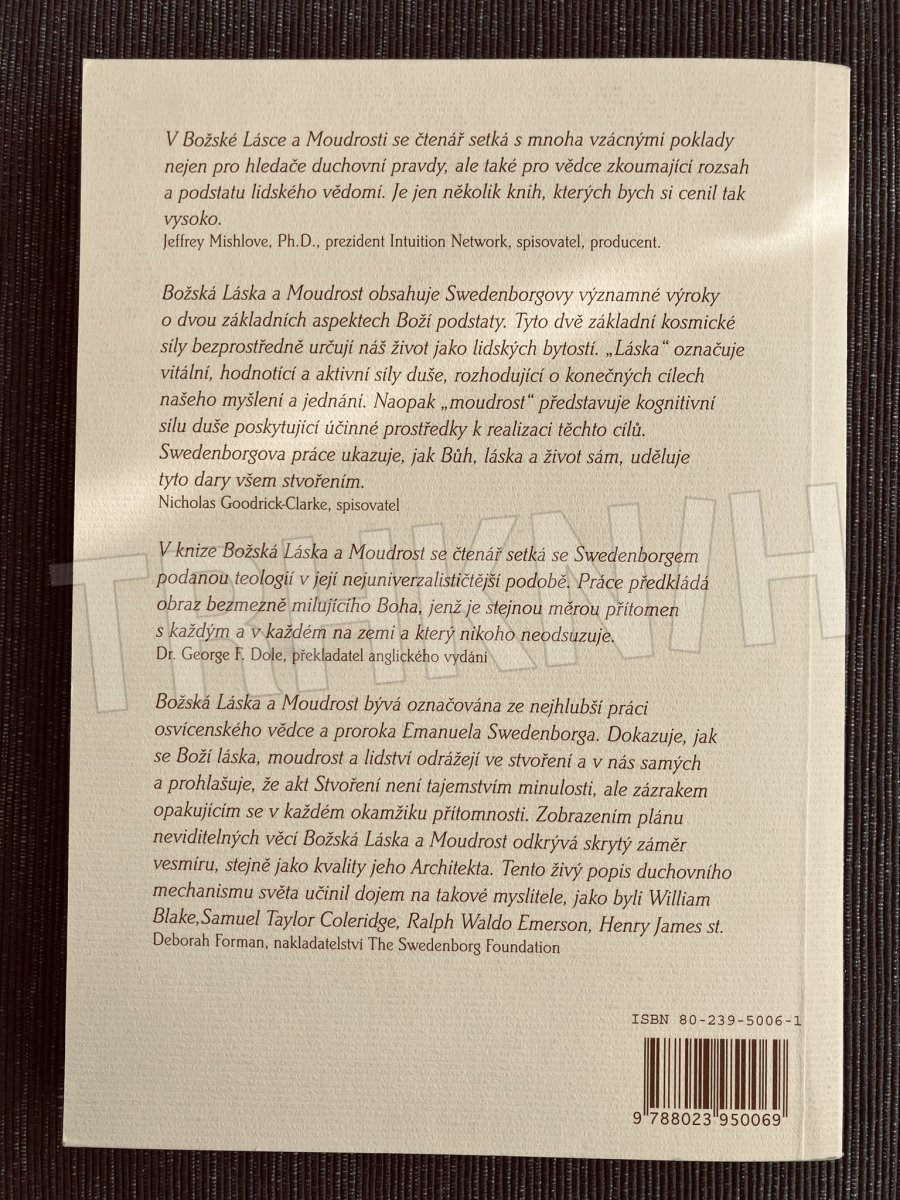 V Božské Lásce a Moudrosti se čtenář setká s mnoha vzácnými poklady
nejen pro hledače duchovní pravdy, ale také pro vědce zkoumající rozsah
a podstatu lidského vědomí. Je jen několik knih, kterých bych si cenil tak
vysoko.
Jeffrey Mishlove, Ph.D., prezident Intuition Network, spisovatel, producent.
Božská Láska a Moudrost obsahuje Swedenborgovy významné výroky
o dvou základních aspektech Boží podstaty. Tyto dvě základní kosmické
síly bezprostředně určují náš život jako lidských bytostí. „Láska“ označuje
vitální, hodnotící a aktivní síly duše, rozhodující o konečných cílech
našeho myšlení a jednání. Naopak „moudrost“ představuje kognitivní
sílu duše poskytující účinné prostředky k realizaci těchto cílů.
Swedenborgova práce ukazuje, jak Bůh, láska a život sám, uděluje
tyto dary všem stvořením.
Nicholas Goodrick-Clarke, spisovatel
V knize Božská Láska a Moudrost se čtenář setká se Swedenborgem
podanou teologií v její nejuniverzalističtější podobě. Práce předkládá
obraz bezmezně milujícího Boha, jenž je stejnou měrou přítomen
s každým a v každém na zemi a který nikoho neodsuzuje.
Dr. George F. Dole, překladatel anglického vydání
TRHKNIH
Božská Láska a Moudrost bývá označována ze nejhlubší práci
osvícenského vědce a proroka Emanuela Swedenborga. Dokazuje, jak
se Boží láska, moudrost a lidství odrážejí ve stvoření a v nás samých
a prohlašuje, že akt Stvoření není tajemstvím minulosti, ale zázrakem
opakujícím se v každém okamžiku přítomnosti. Zobrazením plánu
neviditelných věcí Božská Láska a Moudrost odkrývá skrytý záměr
vesmíru, stejně jako kvality jeho Architekta. Tento živý popis duchovního
mechanismu světa učinil dojem na takové myslitele, jako byli William
Blake,Samuel Taylor Coleridge, Ralph Waldo Emerson, Henry James st.
Deborah Forman, nakladatelství The Swedenborg Foundation
ISBN 80-239-5006-1
9 788023 950069